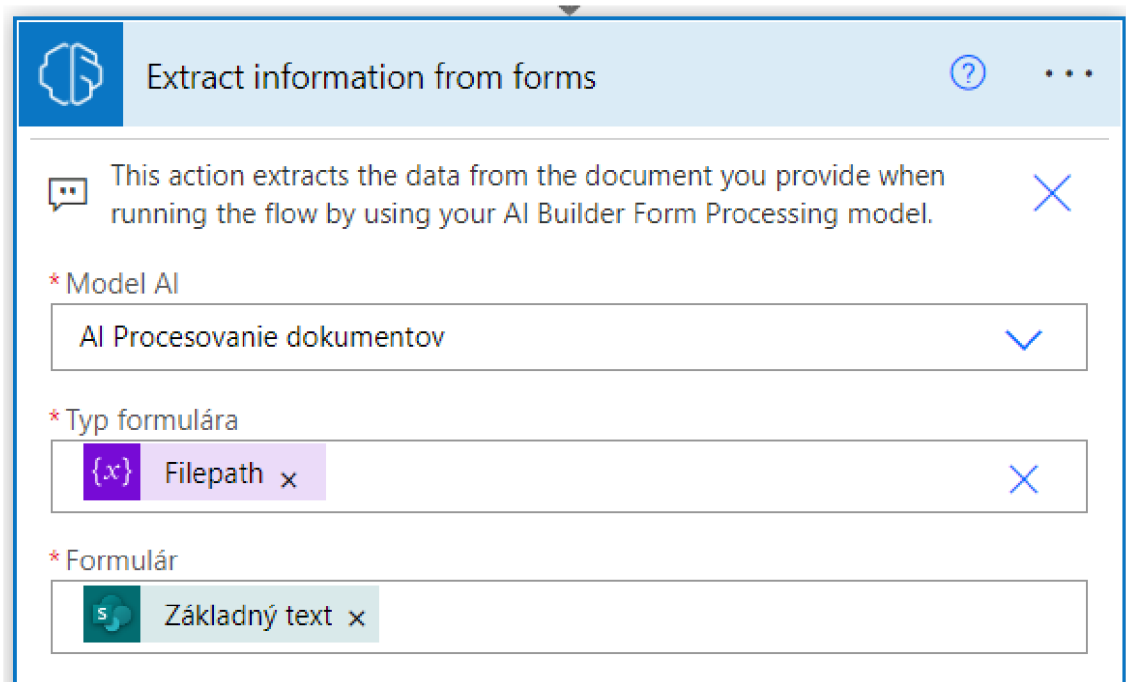 Extract information from forms
This action extracts the data from the document you provide when
running the flow by using your AI Builder Form Processing model.
* Model AI
AI Procesovanie dokumentov
* Typ formulára
{x} Filepath
* Formulár
S Základný text